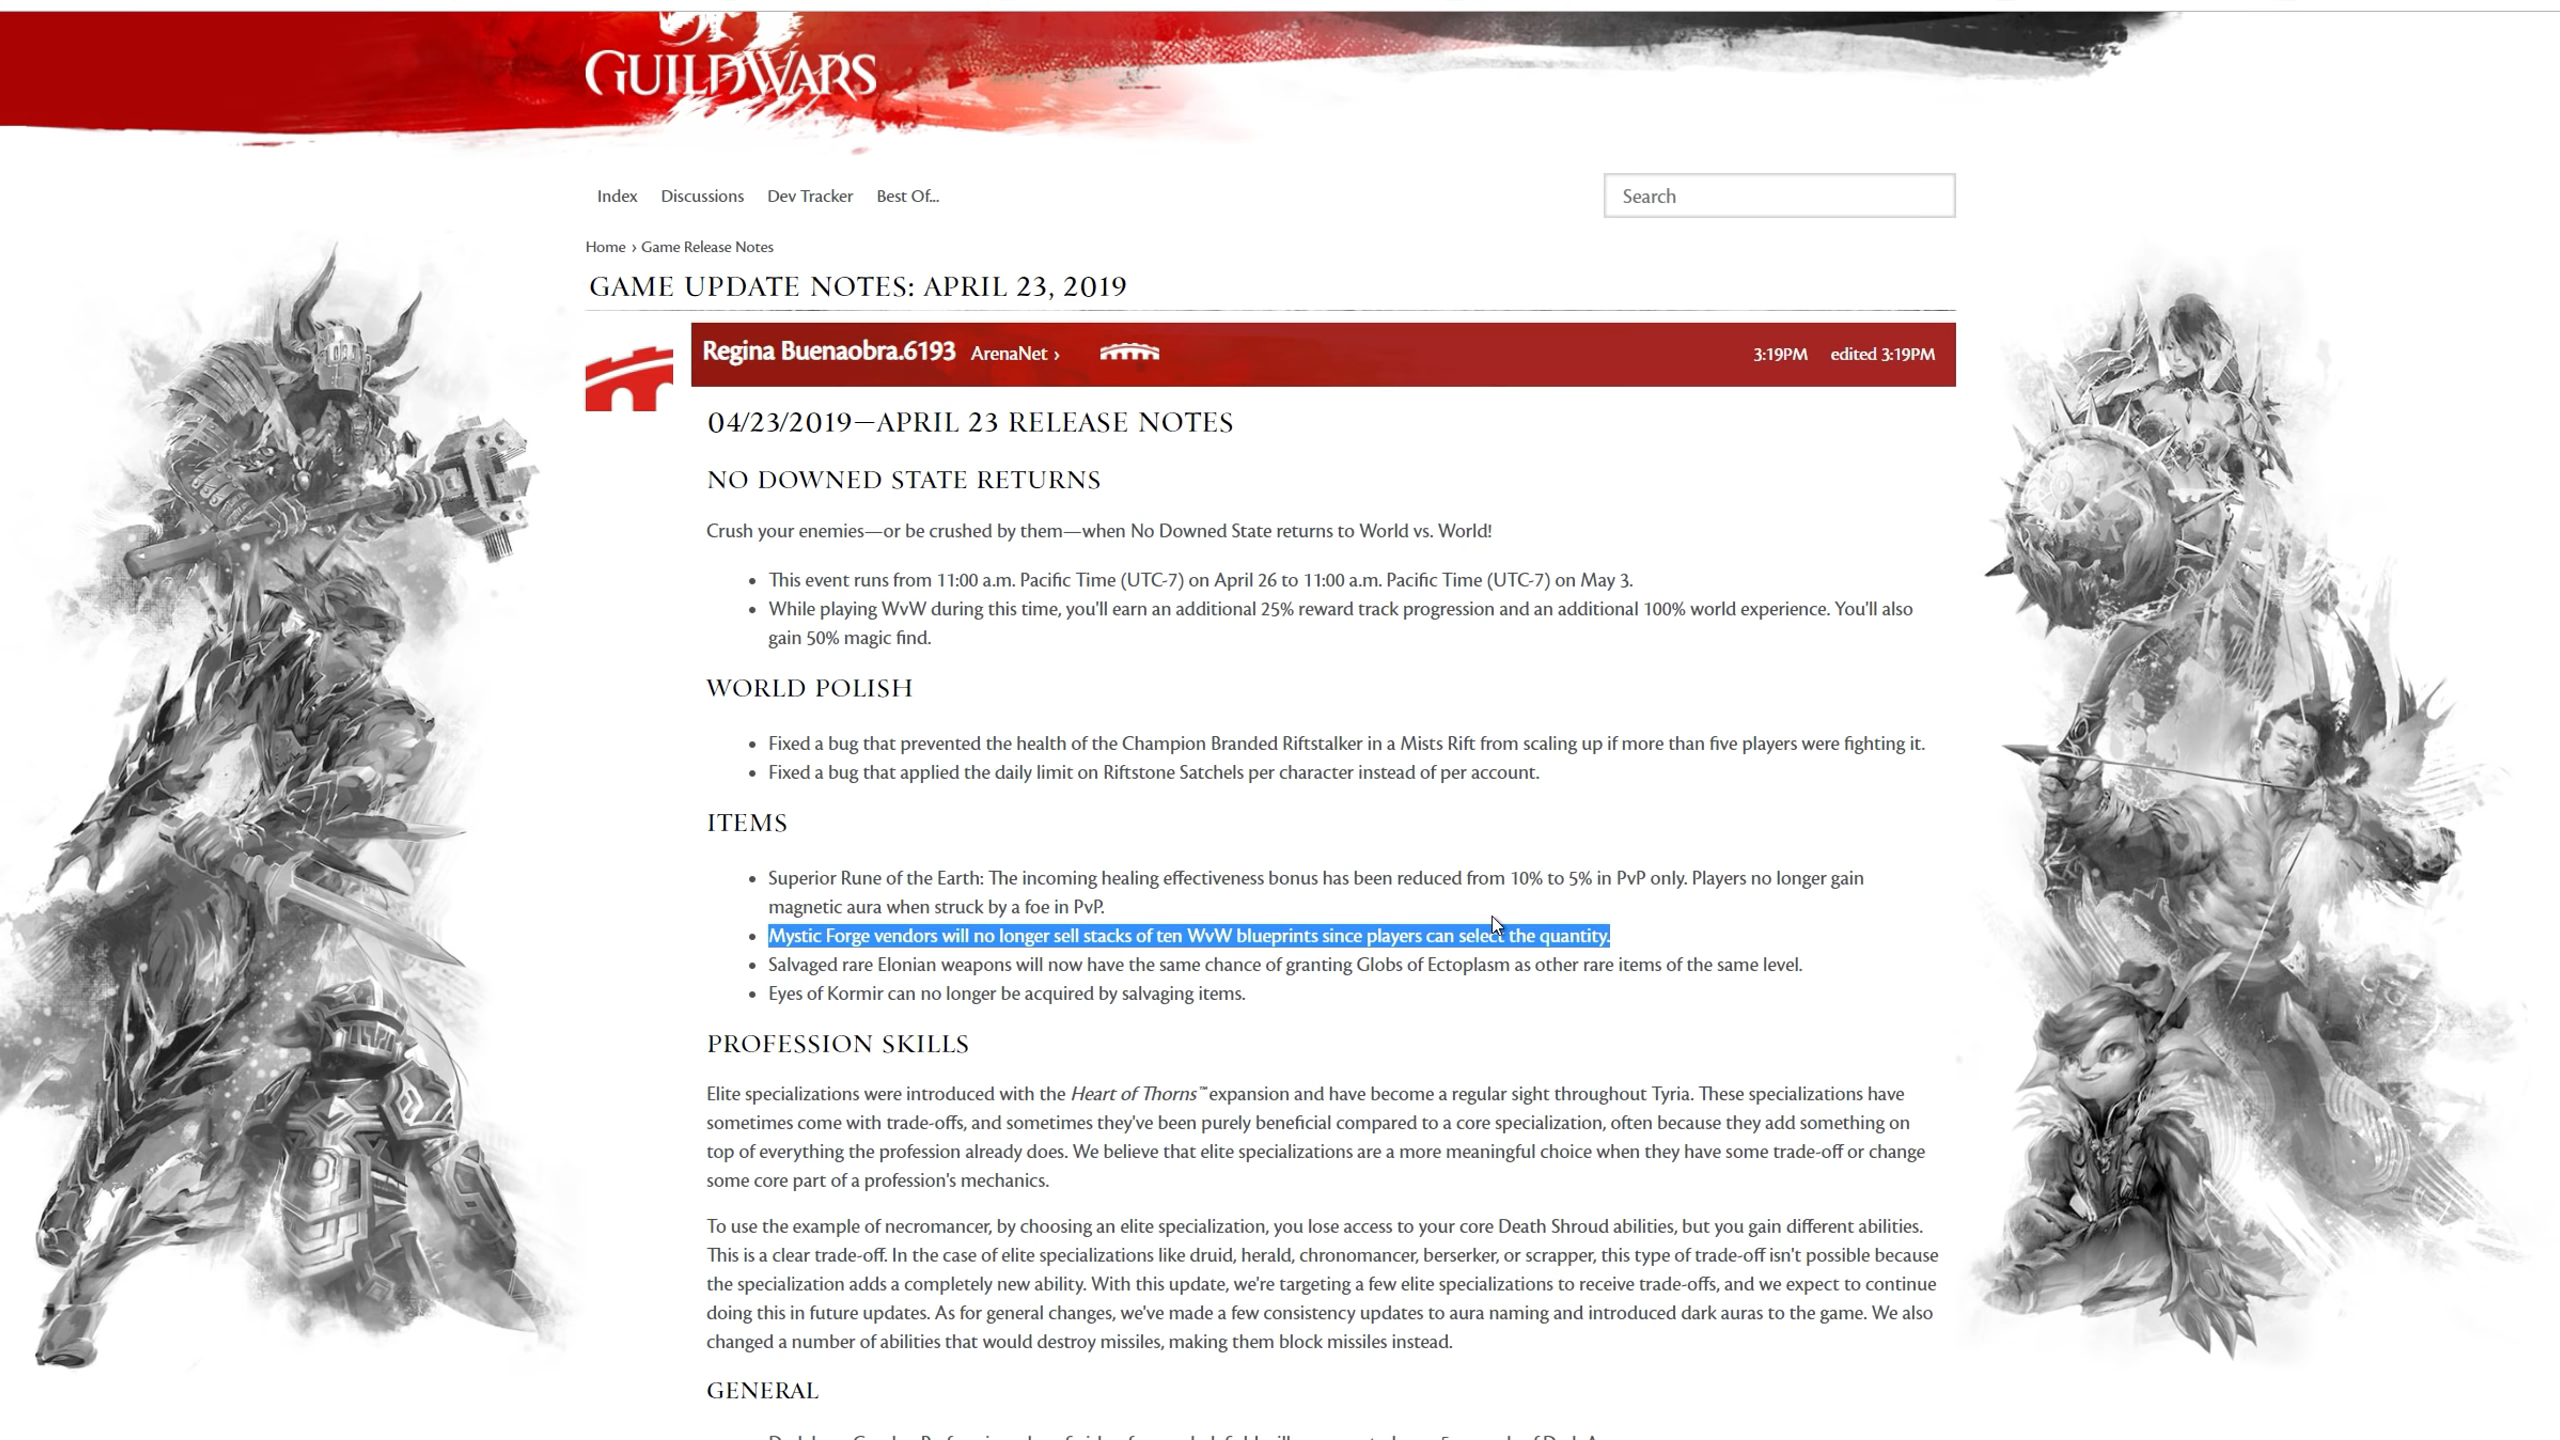 GUILDWARS
Index Discussions Dev Tracker Best Of... Search
Home › Game Release Notes
GAME UPDATE NOTES: APRIL 23, 2019
Regina Buenaobra.6193 ArenaNet › 3:19PM edited 3:19PM
04/23/2019—APRIL 23 RELEASE NOTES
NO DOWNED STATE RETURNS
Crush your enemies—or be crushed by them—when No Downed State returns to World vs. World!
• This event runs from 11:00 a.m. Pacific Time (UTC-7) on April 26 to 11:00 a.m. Pacific Time (UTC-7) on May 3.
• While playing WvW during this time, you'll earn an additional 25% reward track progression and an additional 100% world experience. You'll also
gain 50% magic find.
WORLD POLISH
• Fixed a bug that prevented the health of the Champion Branded Riftstalker in a Mists Rift from scaling up if more than five players were fighting it.
• Fixed a bug that applied the daily limit on Riftstone Satchels per character instead of per account.
ITEMS
• Superior Rune of the Earth: The incoming healing effectiveness bonus has been reduced from 10% to 5% in PvP only. Players no longer gain
magnetic aura when struck by a foe in PvP.
• Mystic Forge vendors will no longer sell stacks of ten WvW blueprints since players can select the quantity.
• Salvaged rare Elonian weapons will now have the same chance of granting Globs of Ectoplasm as other rare items of the same level.
• Eyes of Kormir can no longer be acquired by salvaging items.
PROFESSION SKILLS
Elite specializations were introduced with the Heart of Thorns™ expansion and have become a regular sight throughout Tyria. These specializations have
sometimes come with trade-offs, and sometimes they've been purely beneficial compared to a core specialization, often because they add something on
top of everything the profession already does. We believe that elite specializations are a more meaningful choice when they have some trade-off or change
some core part of a profession's mechanics.
To use the example of necromancer, by choosing an elite specialization, you lose access to your core Death Shroud abilities, but you gain different abilities.
This is a clear trade-off. In the case of elite specializations like druid, herald, chronomancer, berserker, or scrapper, this type of trade-off isn't possible because
the specialization adds a completely new ability. With this update, we're targeting a few elite specializations to receive trade-offs, and we expect to continue
doing this in future updates. As for general changes, we've made a few consistency updates to aura naming and introduced dark auras to the game. We also
changed a number of abilities that would destroy missiles, making them block missiles instead.
GENERAL